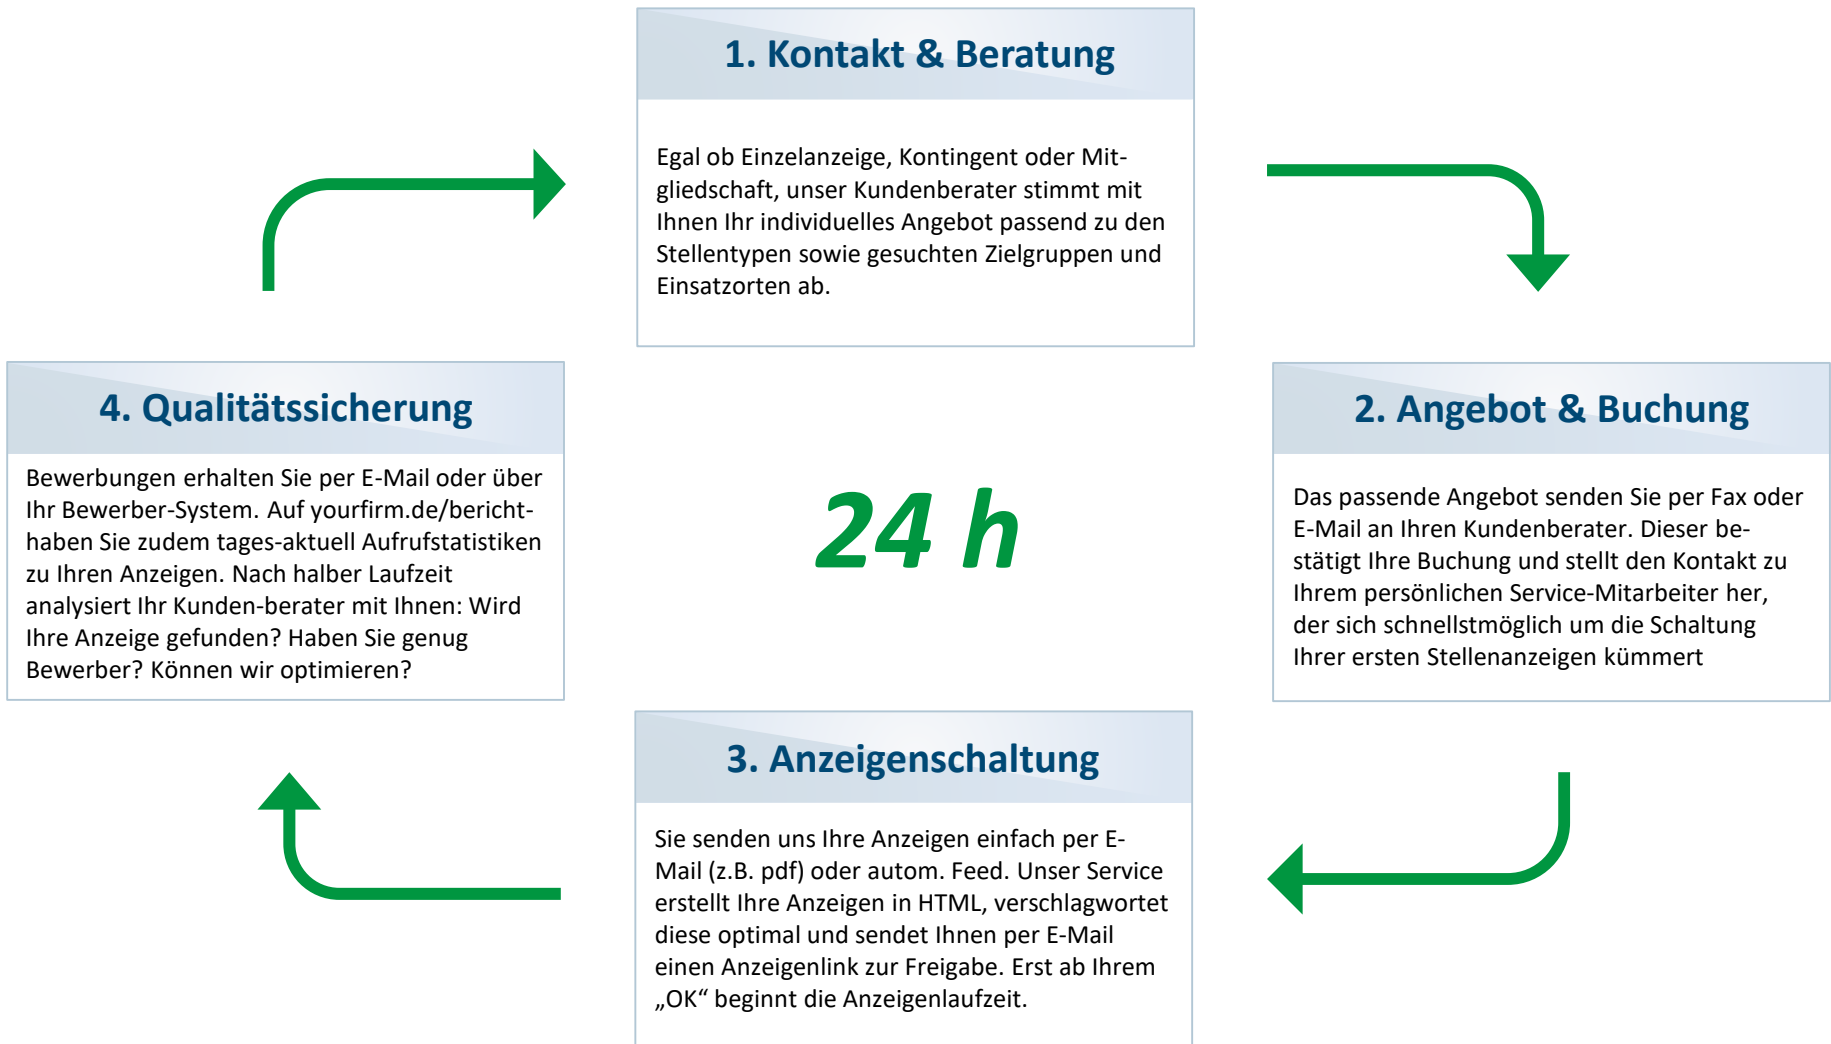 1. Kontakt & Beratung
Egal ob Einzelanzeige, Kontingent oder Mit-
gliedschaft, unser Kundenberater stimmt mit
Ihnen Ihr individuelles Angebot passend zu den
Stellentypen sowie gesuchten Zielgruppen und
Einsatzorten ab.
2. Angebot & Buchung
Das passende Angebot senden Sie per Fax oder
E-Mail an Ihren Kundenberater. Dieser be-
stätigt Ihre Buchung und stellt den Kontakt zu
Ihrem persönlichen Service-Mitarbeiter her,
der sich schnellstmöglich um die Schaltung
Ihrer ersten Stellenanzeigen kümmert
3. Anzeigenschaltung
Sie senden uns Ihre Anzeigen einfach per E-
Mail (z.B. pdf) oder autom. Feed. Unser Service
erstellt Ihre Anzeigen in HTML, verschlagwortet
diese optimal und sendet Ihnen per E-Mail
einen Anzeigenlink zur Freigabe. Erst ab Ihrem
„OK“ beginnt die Anzeigenlaufzeit.
4. Qualitätssicherung
Bewerbungen erhalten Sie per E-Mail oder über
Ihr Bewerber-System. Auf yourfirm.de/bericht-
haben Sie zudem tages-aktuell Aufrufstatistiken
zu Ihren Anzeigen. Nach halber Laufzeit
analysiert Ihr Kunden-berater mit Ihnen: Wird
Ihre Anzeige gefunden? Haben Sie genug
Bewerber? Können wir optimieren?
24 h